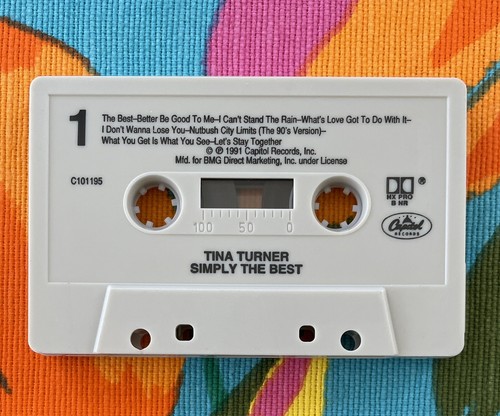 1
The Best–Better Be Good To Me–I Can't Stand The Rain–What's Love Got To Do With It–
I Don't Wanna Lose You–Nutbush City Limits (The 90's Version)–
What You Get Is What You See–Let's Stay Together
© ℗ 1991 Capitol Records, Inc.
Mfd. for BMG Direct Marketing, Inc. under License
C101195
®
HX PRO
B NR
100 50 0
Capitol
RECORDS
TINA TURNER
SIMPLY THE BEST